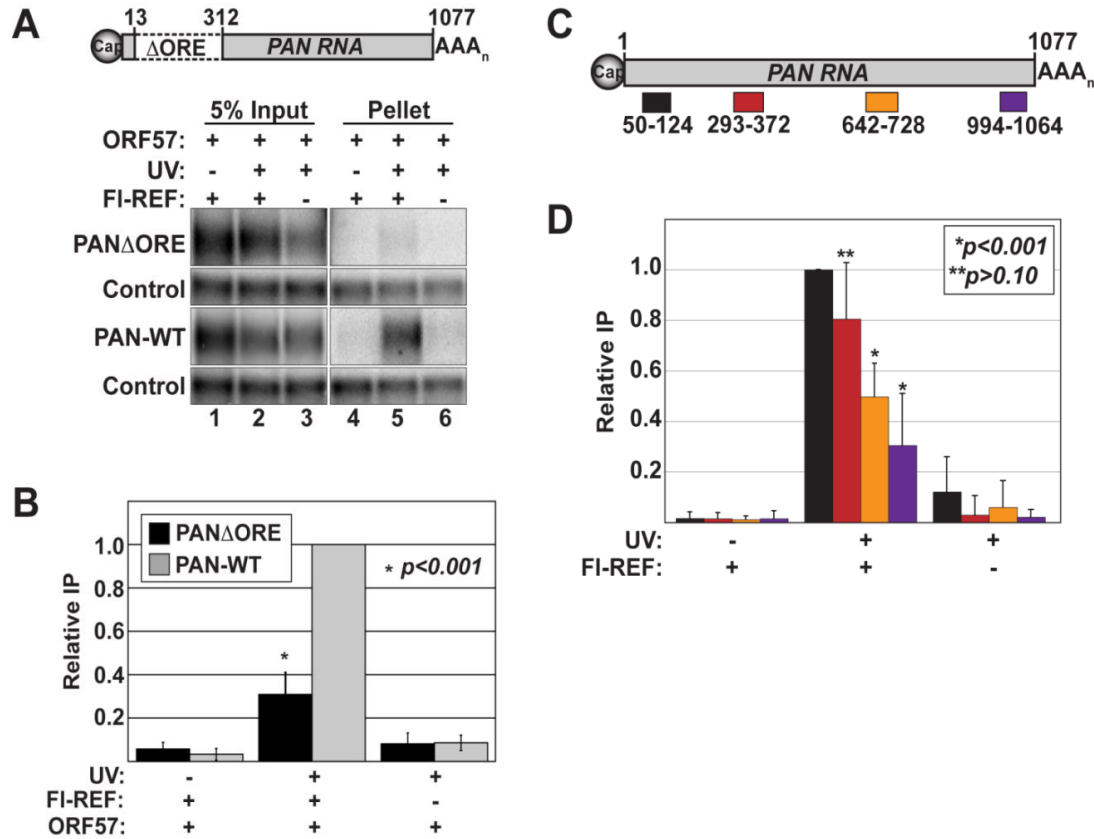 A
13 312 1077
Cap ΔORE PAN RNA AAAn
5% Input Pellet
ORF57: + + + + + +
UV: - + + - + +
Fl-REF: + + - + + -
PANΔORE
Control
PAN-WT
Control
1 2 3 4 5 6
B
PANΔORE
PAN-WT
* p<0.001
Relative IP
1.0
0.8
0.6
0.4
0.2
*
UV: - + +
Fl-REF: + + -
ORF57: + + +
C
1 1077
Cap PAN RNA AAAn
50-124 293-372 642-728 994-1064
D
*p<0.001
**p>0.10
Relative IP
1.0
0.8
0.6
0.4
0.2
** * *
UV: - + +
Fl-REF: + + -